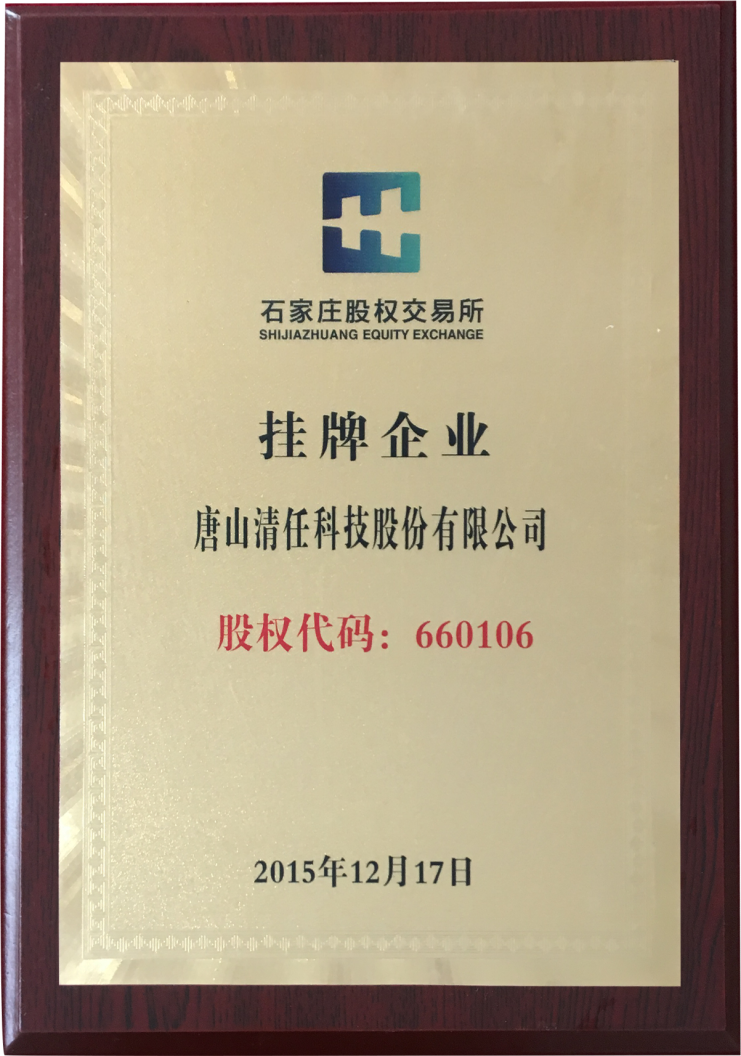 石家庄股权交易所
SHIJIAZHUANG EQUITY EXCHANGE
挂牌企业
唐山清任科技股份有限公司
股权代码：660106
2015年12月17日